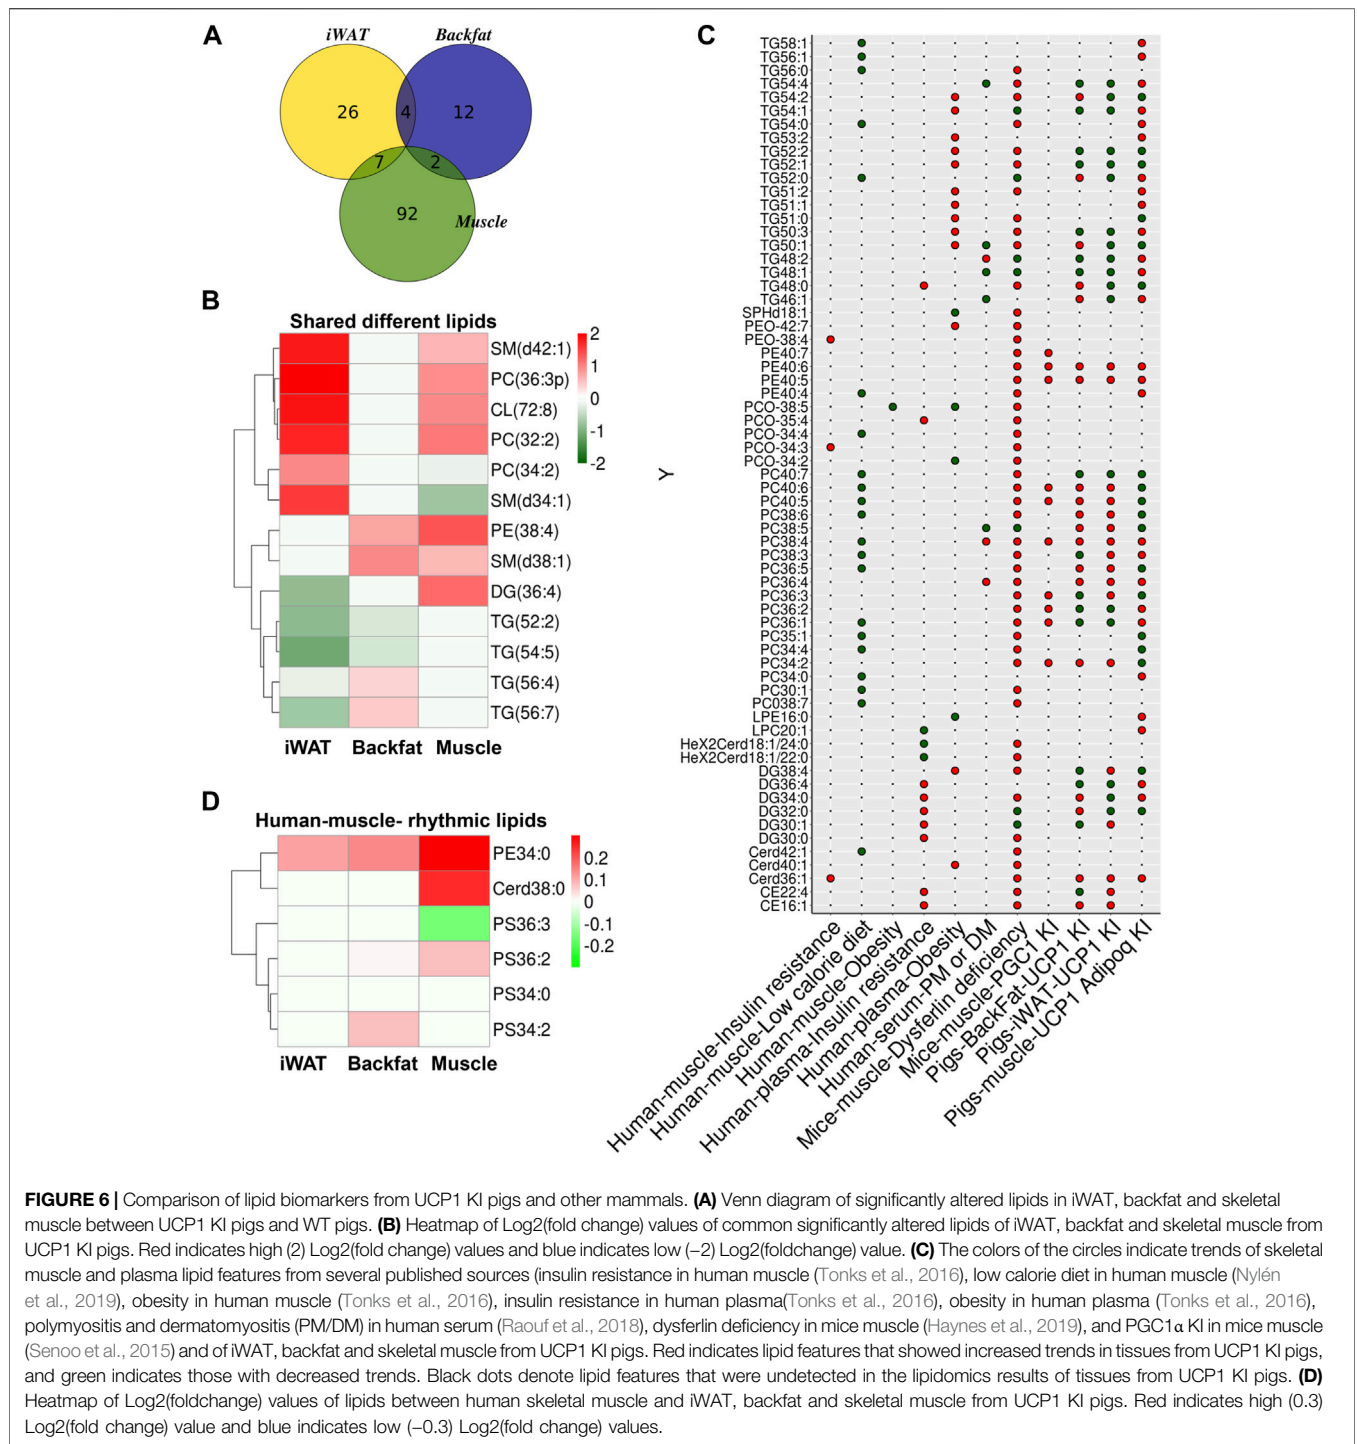 A
iWAT
Backfat
26
4
12
7
2
92
Muscle
B
Shared different lipids
2
1
0
-1
-2
SM(d42:1)
PC(36:3p)
CL(72:8)
PC(32:2)
PC(34:2)
SM(d34:1)
PE(38:4)
SM(d38:1)
DG(36:4)
TG(52:2)
TG(54:5)
TG(56:4)
TG(56:7)
iWAT Backfat Muscle
D
Human-muscle- rhythmic lipids
0.2
0.1
0
-0.1
-0.2
PE34:0
Cerd38:0
PS36:3
PS36:2
PS34:0
PS34:2
iWAT Backfat Muscle
C
Y
TG58:1
TG56:1
TG56:0
TG54:4
TG54:2
TG54:1
TG54:0
TG53:2
TG52:2
TG52:1
TG52:0
TG51:2
TG51:1
TG51:0
TG50:3
TG50:1
TG48:2
TG48:1
TG48:0
TG46:1
SPHd18:1
PEO-42:7
PEO-38:4
PE40:7
PE40:6
PE40:5
PE40:4
PCO-38:5
PCO-35:4
PCO-34:4
PCO-34:3
PCO-34:2
PC40:7
PC40:6
PC40:5
PC38:6
PC38:5
PC38:4
PC38:3
PC36:5
PC36:4
PC36:3
PC36:2
PC36:1
PC35:1
PC34:4
PC34:2
PC34:0
PC30:1
PC038:7
LPE16:0
LPC20:1
HeX2Cerd18:1/24:0
HeX2Cerd18:1/22:0
DG38:4
DG36:4
DG34:0
DG32:0
DG30:1
DG30:0
Cerd42:1
Cerd40:1
Cerd36:1
CE22:4
CE16:1
Human-muscle-Insulin resistance
Human-muscle-Low calorie diet
Human-muscle-Obesity
Human-plasma-Insulin resistance
Human-plasma-Obesity
Human-serum-PM or DM
Mice-muscle-Dysferlin deficiency
Mice-muscle-PGC1 KI
Pigs-BackFat-UCP1 KI
Pigs-iWAT-UCP1 KI
Pigs-muscle-UCP1 Adipoq KI
FIGURE 6 | Comparison of lipid biomarkers from UCP1 KI pigs and other mammals. (A) Venn diagram of significantly altered lipids in iWAT, backfat and skeletal
muscle between UCP1 KI pigs and WT pigs. (B) Heatmap of Log2(fold change) values of common significantly altered lipids of iWAT, backfat and skeletal muscle from
UCP1 KI pigs. Red indicates high (2) Log2(fold change) values and blue indicates low (−2) Log2(foldchange) value. (C) The colors of the circles indicate trends of skeletal
muscle and plasma lipid features from several published sources (insulin resistance in human muscle (Tonks et al., 2016), low calorie diet in human muscle (Nylén
et al., 2019), obesity in human muscle (Tonks et al., 2016), insulin resistance in human plasma(Tonks et al., 2016), obesity in human plasma (Tonks et al., 2016),
polymyositis and dermatomyositis (PM/DM) in human serum (Raouf et al., 2018), dysferlin deficiency in mice muscle (Haynes et al., 2019), and PGC1α KI in mice muscle
(Senoo et al., 2015) and of iWAT, backfat and skeletal muscle from UCP1 KI pigs. Red indicates lipid features that showed increased trends in tissues from UCP1 KI pigs,
and green indicates those with decreased trends. Black dots denote lipid features that were undetected in the lipidomics results of tissues from UCP1 KI pigs. (D)
Heatmap of Log2(foldchange) values of lipids between human skeletal muscle and iWAT, backfat and skeletal muscle from UCP1 KI pigs. Red indicates high (0.3)
Log2(fold change) value and blue indicates low (−0.3) Log2(fold change) values.